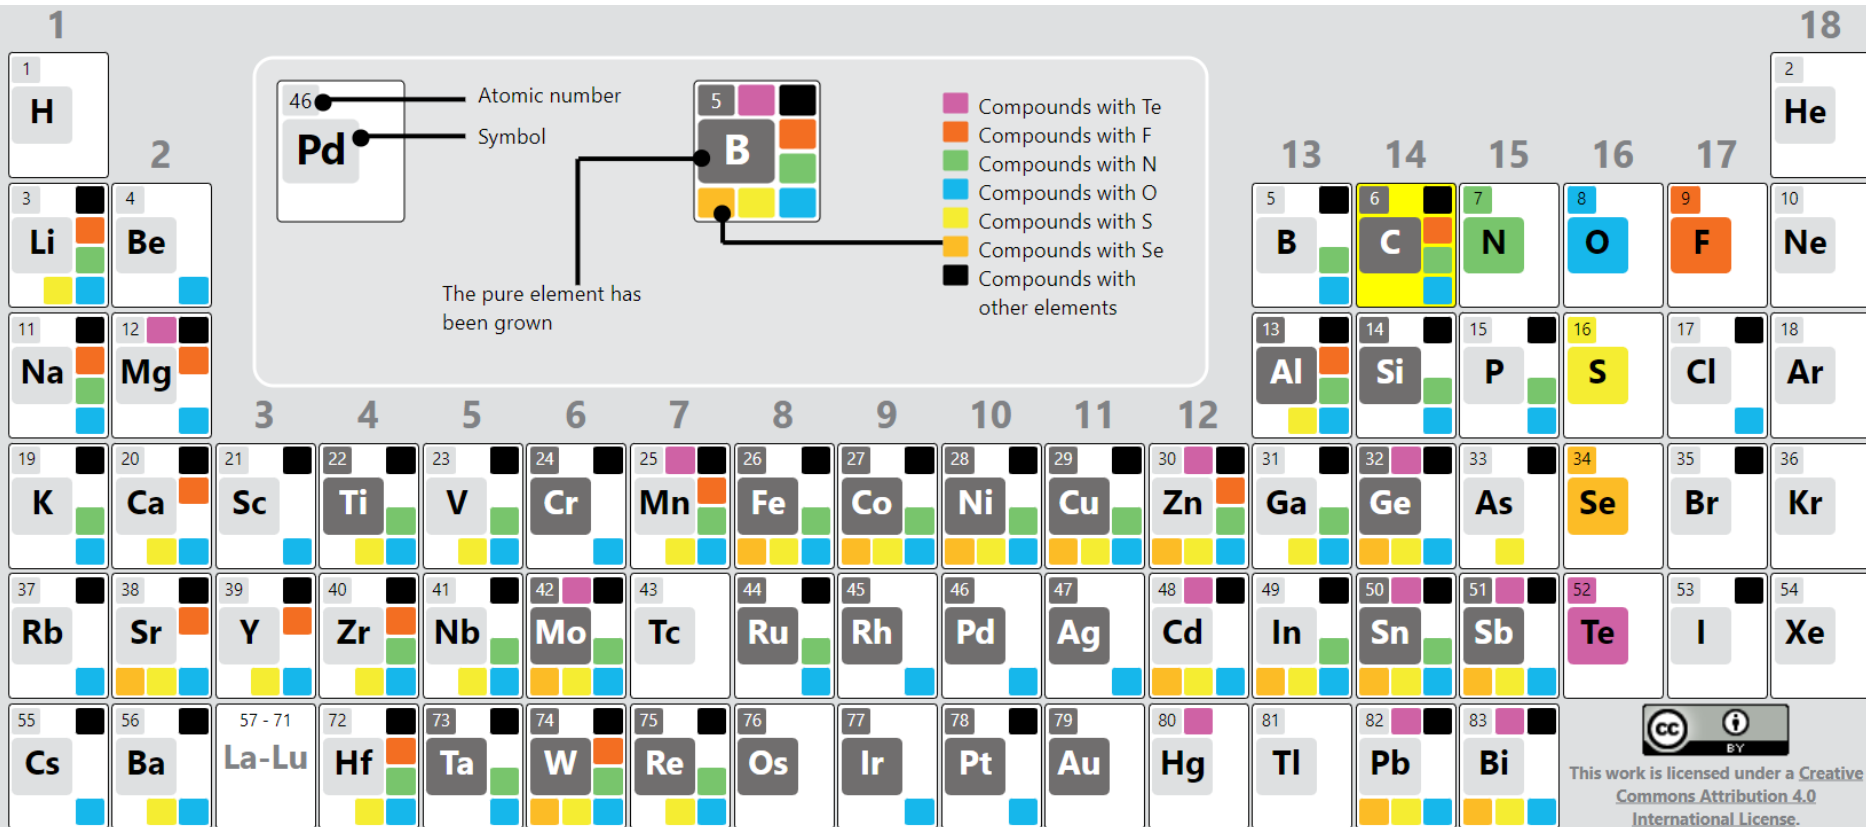 1 18
1 2
H He
2 13 14 15 16 17
46 Atomic number
Pd Symbol
5
B
The pure element has
been grown
Compounds with Te
Compounds with F
Compounds with N
Compounds with O
Compounds with S
Compounds with Se
Compounds with
other elements
3 4 5 6 7 8 9 10
Li Be B C N O F Ne
11 12 13 14 15 16 17 18
Na Mg Al Si P S Cl Ar
3 4 5 6 7 8 9 10 11 12
19 20 21 22 23 24 25 26 27 28 29 30 31 32 33 34 35 36
K Ca Sc Ti V Cr Mn Fe Co Ni Cu Zn Ga Ge As Se Br Kr
37 38 39 40 41 42 43 44 45 46 47 48 49 50 51 52 53 54
Rb Sr Y Zr Nb Mo Tc Ru Rh Pd Ag Cd In Sn Sb Te I Xe
55 56 57 - 71 72 73 74 75 76 77 78 79 80 81 82 83
Cs Ba La-Lu Hf Ta W Re Os Ir Pt Au Hg Tl Pb Bi
cc BY
This work is licensed under a Creative
Commons Attribution 4.0
International License.